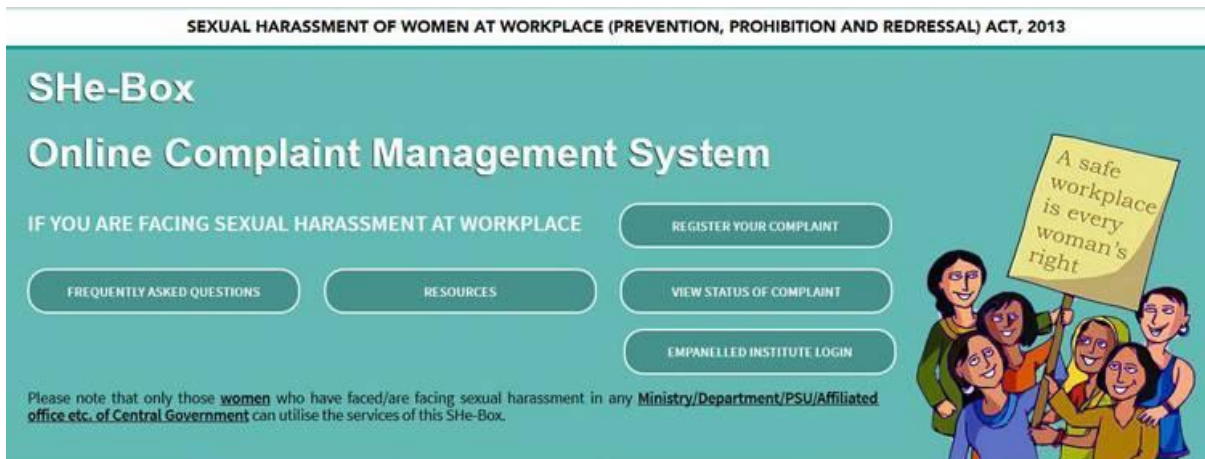 SEXUAL HARASSMENT OF WOMEN AT WORKPLACE (PREVENTION, PROHIBITION AND REDRESSAL) ACT, 2013
SHe-Box
Online Complaint Management System
IF YOU ARE FACING SEXUAL HARASSMENT AT WORKPLACE
REGISTER YOUR COMPLAINT
FREQUENTLY ASKED QUESTIONS
RESOURCES
VIEW STATUS OF COMPLAINT
EMPANELLED INSTITUTE LOGIN
Please note that only those women who have faced/are facing sexual harassment in any Ministry/Department/PSU/Affiliated
office etc. of Central Government can utilise the services of this SHe-Box.
A safe
workplace
is every
woman's
right